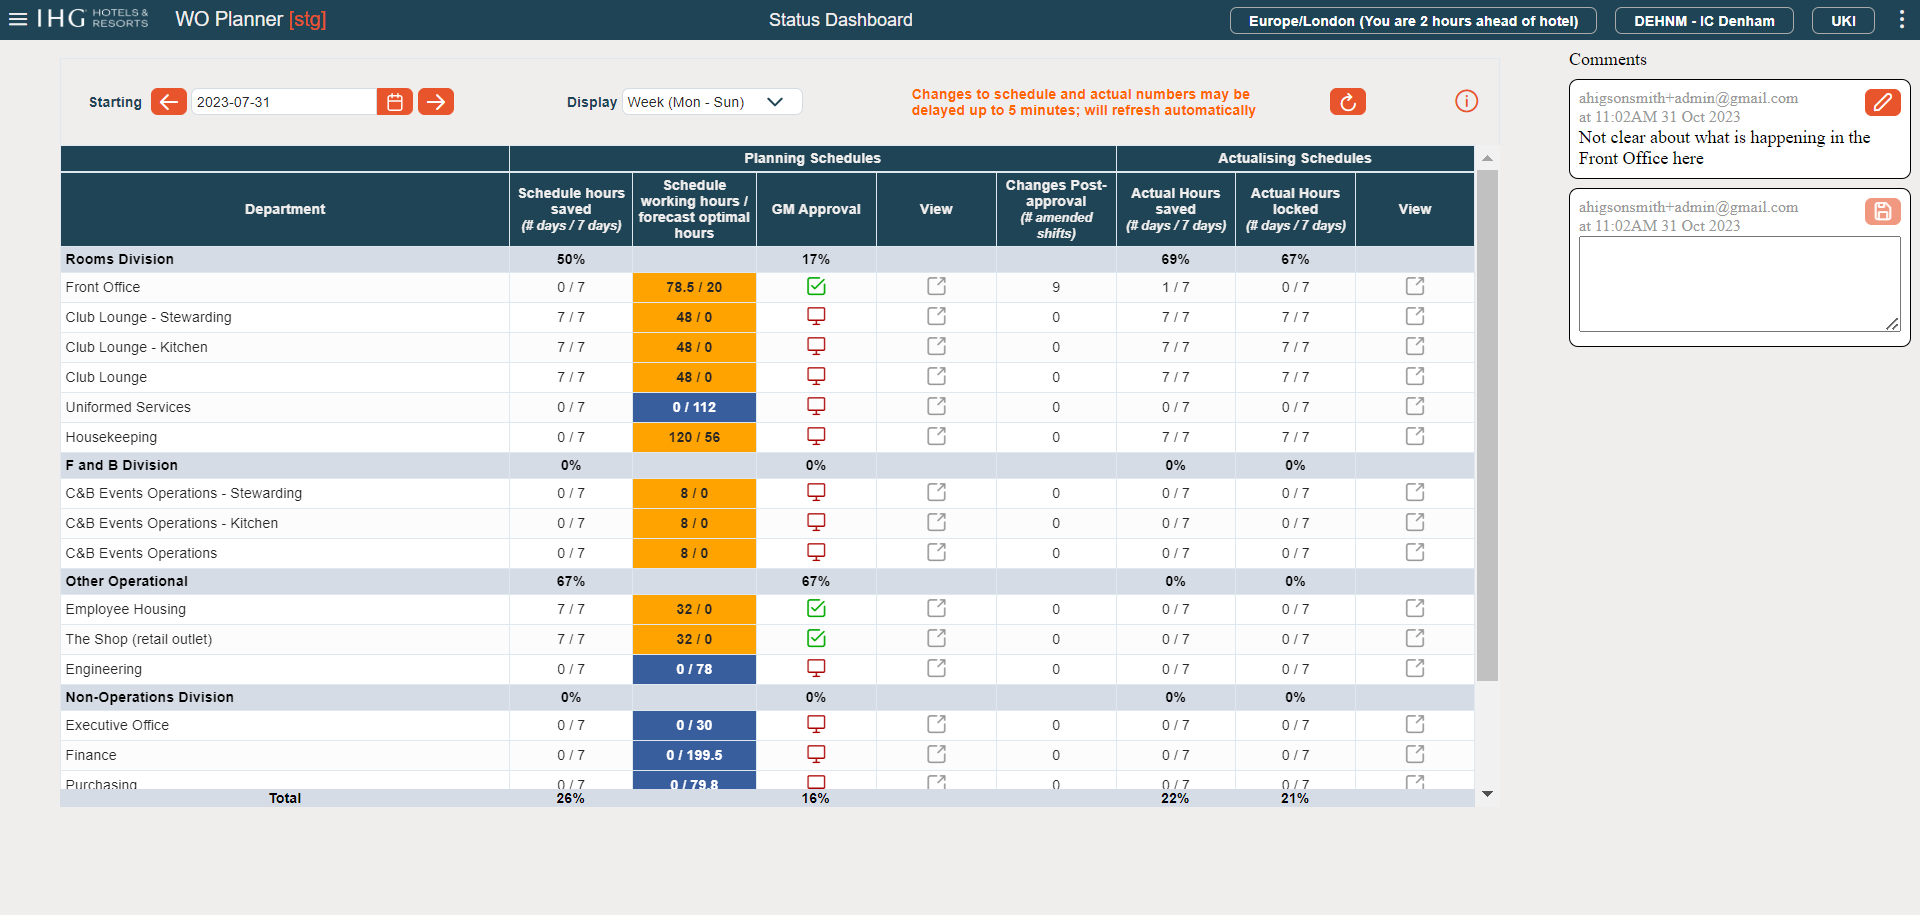 IHG HOTELS & RESORTS WO Planner [stg] Status Dashboard Europe/London (You are 2 hours ahead of hotel) DEHNM - IC Denham UKI
Starting 2023-07-31 Display Week (Mon - Sun)
Changes to schedule and actual numbers may be
delayed up to 5 minutes; will refresh automatically
Planning Schedules Actualising Schedules
Department
Schedule hours
saved
(# days / 7 days)
Schedule
working hours /
forecast optimal
hours
GM Approval
View
Changes Post-
approval
(# amended
shifts)
Actual Hours
saved
(# days / 7 days)
Actual Hours
locked
(# days / 7 days)
View
Rooms Division 50% 17% 69% 67%
Front Office 0 / 7 78.5 / 20 9 1 / 7 0 / 7
Club Lounge - Stewarding 7 / 7 48 / 0 0 7 / 7 7 / 7
Club Lounge - Kitchen 7 / 7 48 / 0 0 7 / 7 7 / 7
Club Lounge 7 / 7 48 / 0 0 7 / 7 7 / 7
Uniformed Services 0 / 7 0 / 112 0 0 / 7 0 / 7
Housekeeping 0 / 7 120 / 56 0 7 / 7 7 / 7
F and B Division 0% 0% 0% 0%
C&B Events Operations - Stewarding 0 / 7 8 / 0 0 0 / 7 0 / 7
C&B Events Operations - Kitchen 0 / 7 8 / 0 0 0 / 7 0 / 7
C&B Events Operations 0 / 7 8 / 0 0 0 / 7 0 / 7
Other Operational 67% 67% 0% 0%
Employee Housing 7 / 7 32 / 0 0 0 / 7 0 / 7
The Shop (retail outlet) 7 / 7 32 / 0 0 0 / 7 0 / 7
Engineering 0 / 7 0 / 78 0 0 / 7 0 / 7
Non-Operations Division 0% 0% 0% 0%
Executive Office 0 / 7 0 / 30 0 0 / 7 0 / 7
Finance 0 / 7 0 / 199.5 0 0 / 7 0 / 7
Purchasing 0 / 7 0 / 79.8 0 0 / 7 0 / 7
Total 26% 16% 22% 21%
Comments
ahigsonsmith+admin@gmail.com
at 11:02AM 31 Oct 2023
Not clear about what is happening in the
Front Office here
ahigsonsmith+admin@gmail.com
at 11:02AM 31 Oct 2023